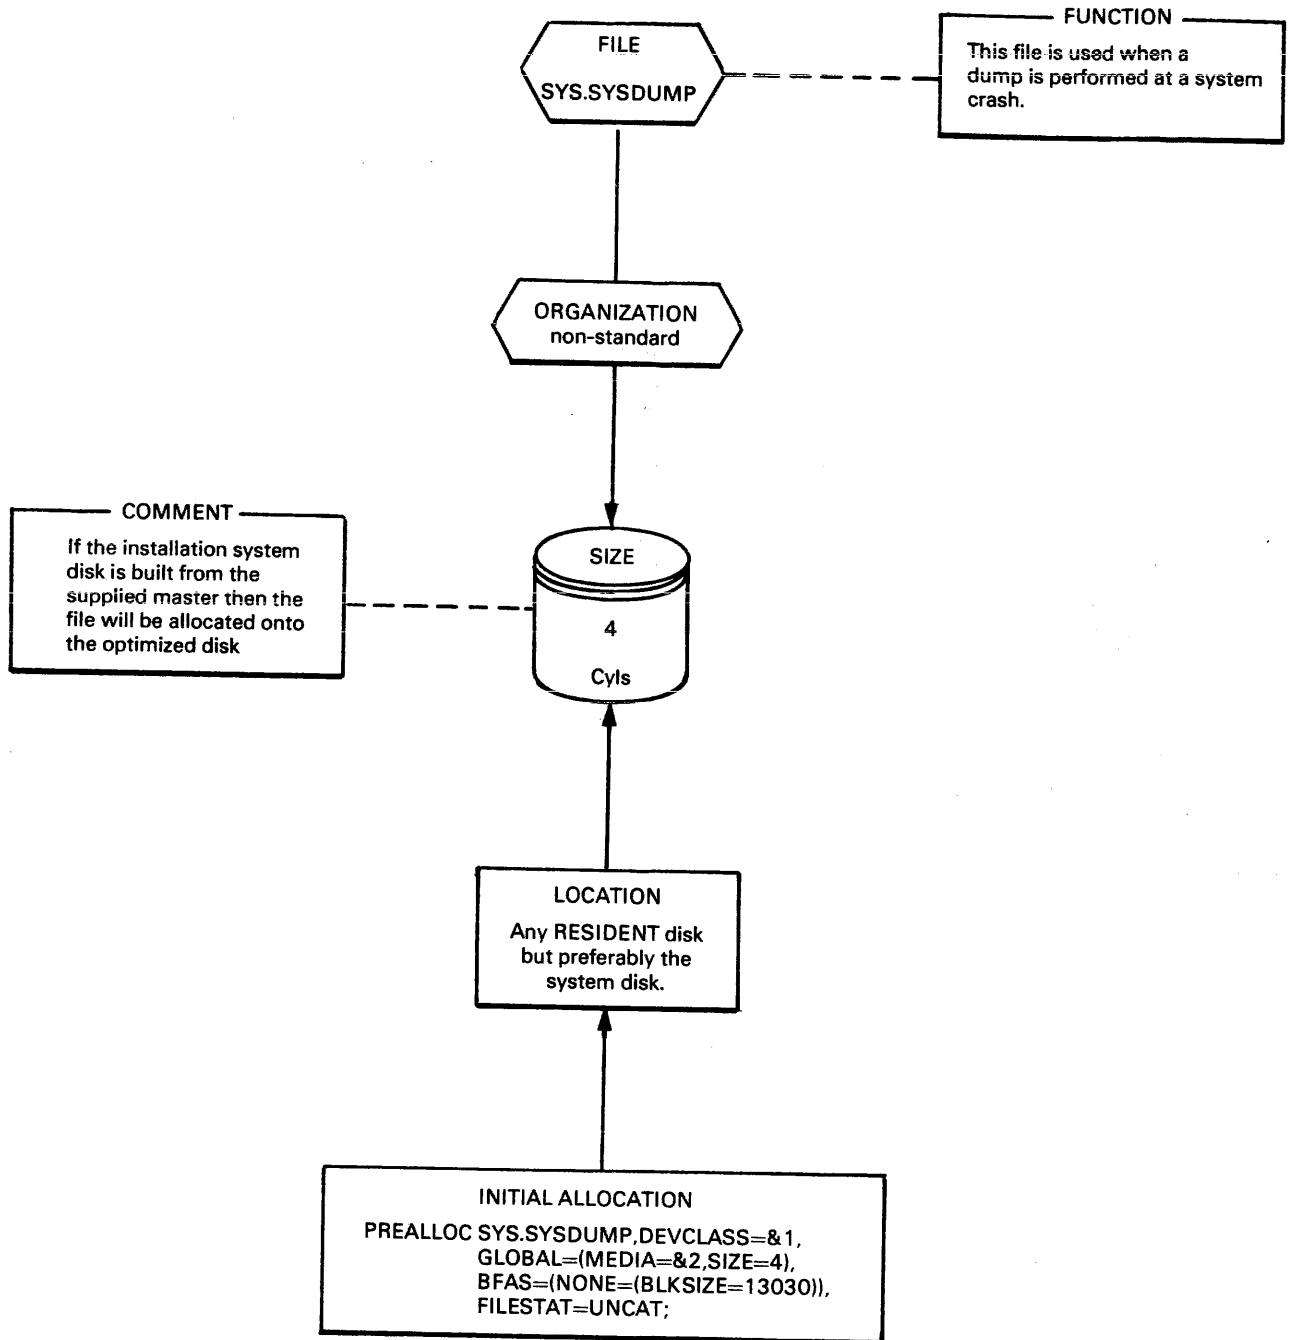 FILE
SYS.SYSDUMP
FUNCTION
This file is used when a
dump is performed at a system
crash.
ORGANIZATION
non-standard
COMMENT
If the installation system
disk is built from the
supplied master then the
file will be allocated onto
the optimized disk
SIZE
4
Cyls
LOCATION
Any RESIDENT disk
but preferably the
system disk.
INITIAL ALLOCATION
PREALLOC SYS.SYSDUMP,DEVCLASS=&1,
GLOBAL=(MEDIA=&2,SIZE=4),
BFAS=(NONE=(BLKSIZE=13030)),
FILESTAT=UNCAT;